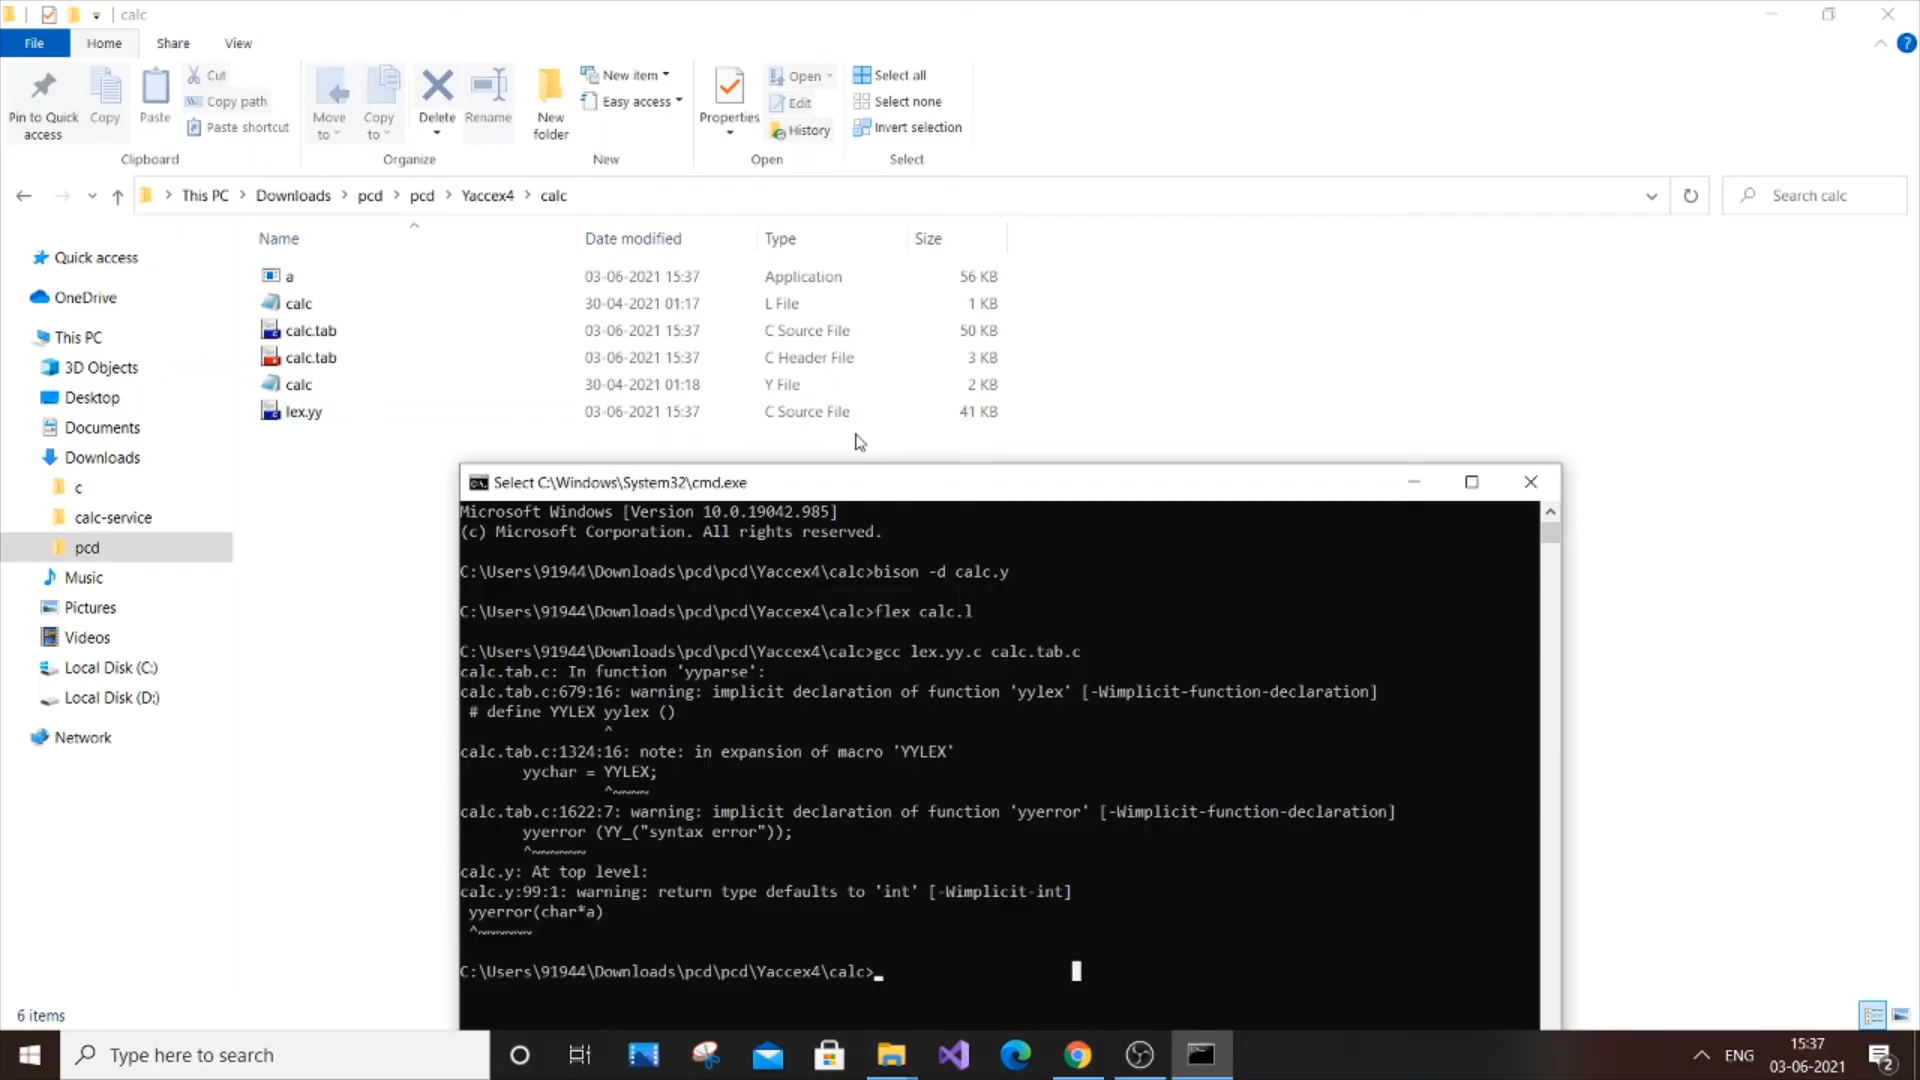 calc
File
Home
Share
View
Pin to Quick access
Copy
Paste
Cut
Copy path
Paste shortcut
Clipboard
Move to
Copy to
Delete
Rename
Organize
New folder
New item
Easy access
New
Properties
Open
Edit
History
Open
Select all
Select none
Invert selection
Select
This PC > Downloads > pcd > pcd > Yaccex4 > calc
Search calc
Name Date modified Type Size
a 03-06-2021 15:37 Application 56 KB
calc 30-04-2021 01:17 L File 1 KB
calc.tab 03-06-2021 15:37 C Source File 50 KB
calc.tab 03-06-2021 15:37 C Header File 3 KB
calc 30-04-2021 01:18 Y File 2 KB
lex.yy 03-06-2021 15:37 C Source File 41 KB
Quick access
OneDrive
This PC
3D Objects
Desktop
Documents
Downloads
c
calc-service
pcd
Music
Pictures
Videos
Local Disk (C:)
Local Disk (D:)
Network
Select C:\Windows\System32\cmd.exe
Microsoft Windows [Version 10.0.19042.985]
(c) Microsoft Corporation. All rights reserved.
C:\Users\91944\Downloads\pcd\pcd\Yaccex4\calc>bison -d calc.y
C:\Users\91944\Downloads\pcd\pcd\Yaccex4\calc>flex calc.l
C:\Users\91944\Downloads\pcd\pcd\Yaccex4\calc>gcc lex.yy.c calc.tab.c
calc.tab.c: In function 'yyparse':
calc.tab.c:679:16: warning: implicit declaration of function 'yylex' [-Wimplicit-function-declaration]
# define YYLEX yylex ()
^
calc.tab.c:1324:16: note: in expansion of macro 'YYLEX'
yychar = YYLEX;
^~~~~
calc.tab.c:1622:7: warning: implicit declaration of function 'yyerror' [-Wimplicit-function-declaration]
yyerror (YY_("syntax error"));
^~~~~~~
calc.y: At top level:
calc.y:99:1: warning: return type defaults to 'int' [-Wimplicit-int]
yyerror(char*a)
^~~~~~~
C:\Users\91944\Downloads\pcd\pcd\Yaccex4\calc>
6 items
Type here to search
ENG
15:37
03-06-2021
2